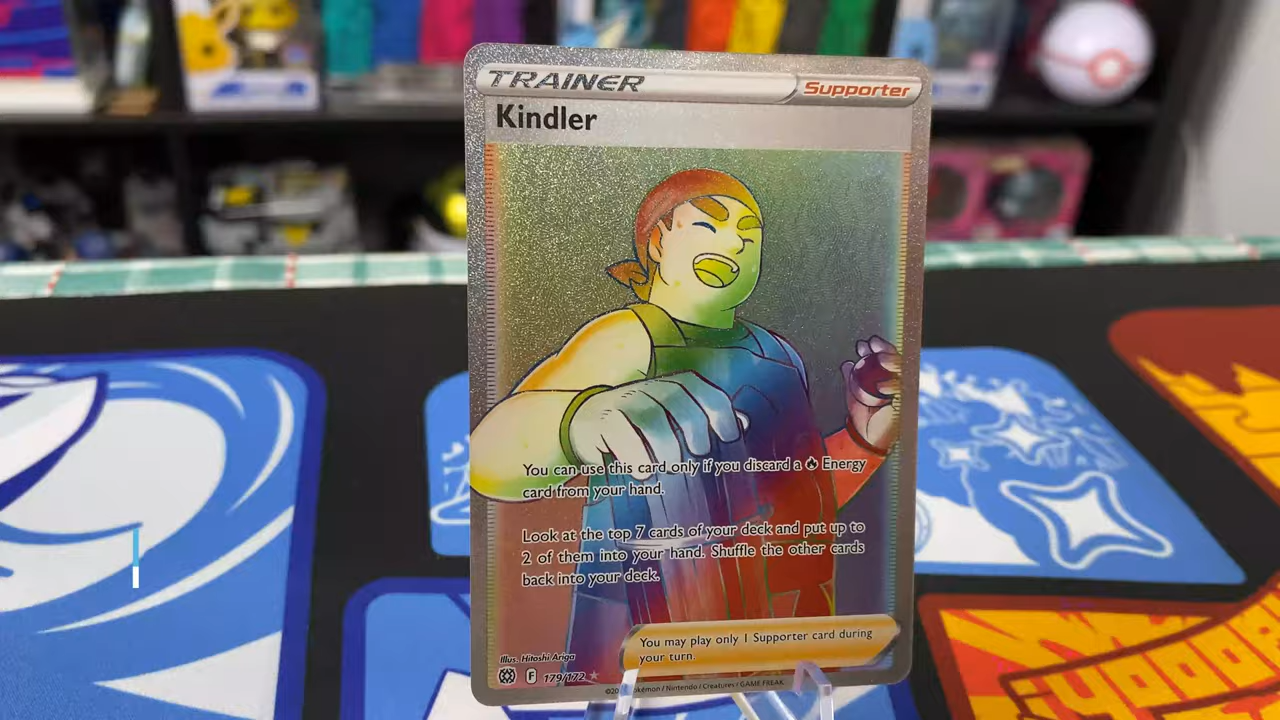 TRAINER Supporter
Kindler
You can use this card only if you discard a Energy
card from your hand.
Look at the top 7 cards of your deck and put up to
2 of them into your hand. Shuffle the other cards
back into your deck.
You may play only 1 Supporter card during
your turn.
Illus. Hitoshi Ariga
F 179/172
Pokémon / Nintendo / Creatures / GAME FREAK